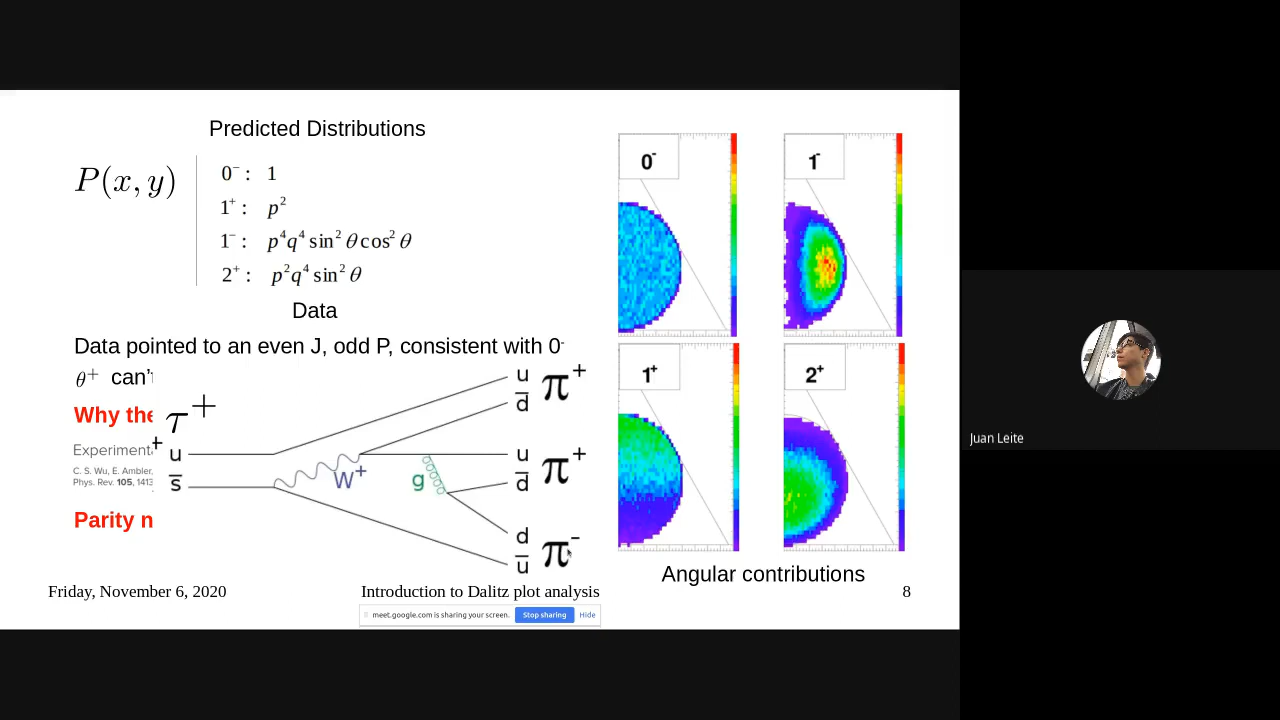 Predicted Distributions
P(x, y)
0⁻ : 1
1⁺ : p²
1⁻ : p⁴q⁴ sin² θ cos² θ
2⁺ : p²q⁴ sin² θ
Data
Data pointed to an even J, odd P, consistent with 0⁻
θ⁺ can't
Why the
τ⁺
Experiment
C. S. Wu, E. Ambler,
Phys. Rev. 105, 1413
Parity n
+
u
s̅
W⁺
g
u
d̅
π⁺
u
d̅
π⁺
d
u̅
π⁻
0⁻
1⁻
1⁺
2⁺
Angular contributions
Friday, November 6, 2020
Introduction to Dalitz plot analysis
8
meet.google.com is sharing your screen.
Stop sharing
Hide
Juan Leite